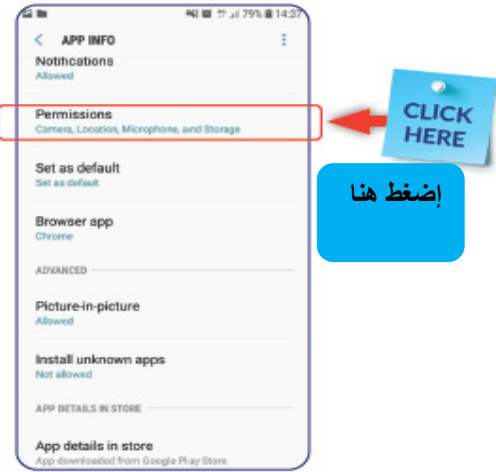 79% 14:37
APP INFO
Notifications
Allowed
Permissions
Camera, Location, Microphone, and Storage
CLICK
HERE
إضغط هنا
Set as default
Set as default
Browser app
Chrome
ADVANCED
Picture-in-picture
Allowed
Install unknown apps
Not allowed
APP DETAILS IN STORE
App details in store
App downloaded from Google Play Store